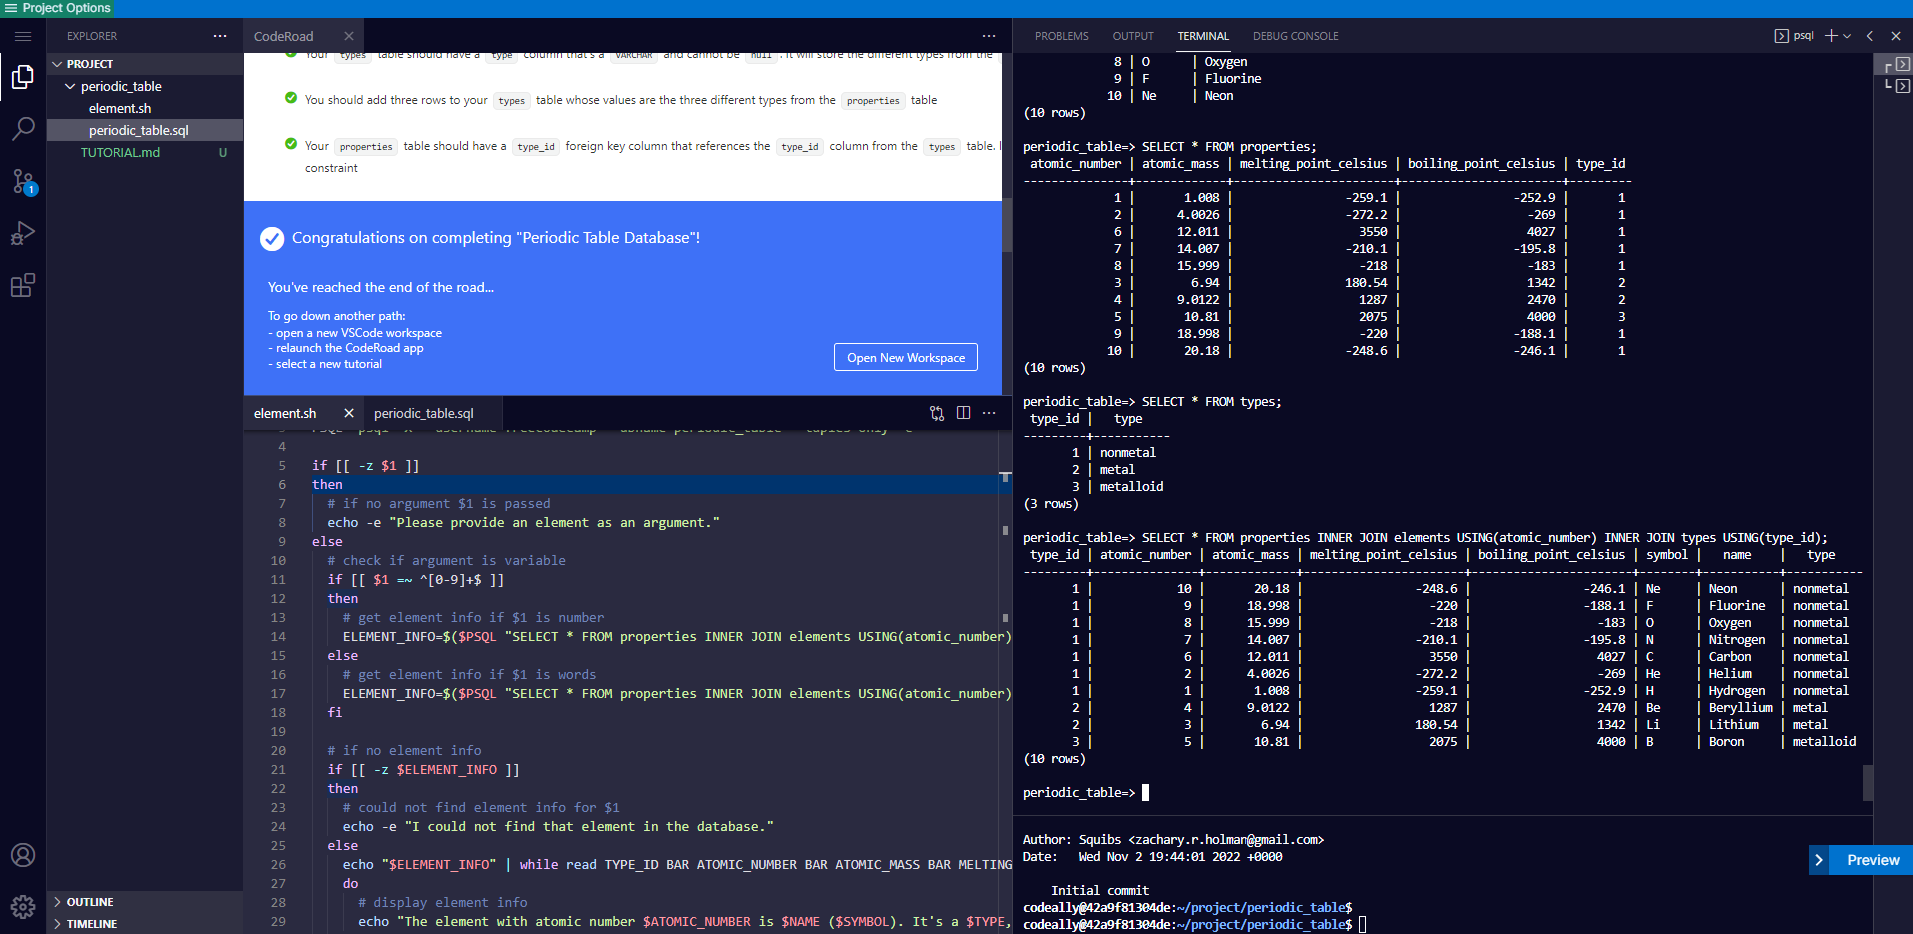 Project Options
EXPLORER
PROJECT
periodic_table
element.sh
periodic_table.sql
TUTORIAL.md U
1
OUTLINE
TIMELINE
CodeRoad
Your types table should have a type column that's a VARCHAR and cannot be null. It will store the different types from the
You should add three rows to your types table whose values are the three different types from the properties table
Your properties table should have a type_id foreign key column that references the type_id column from the types table. I
constraint
Congratulations on completing "Periodic Table Database"!
You've reached the end of the road...
To go down another path:
- open a new VSCode workspace
- relaunch the CodeRoad app
- select a new tutorial
Open New Workspace
element.sh periodic_table.sql
4
5 if [[ -z $1 ]]
6 then
7 # if no argument $1 is passed
8 echo -e "Please provide an element as an argument."
9 else
10 # check if argument is variable
11 if [[ $1 =~ ^[0-9]+$ ]]
12 then
13 # get element info if $1 is number
14 ELEMENT_INFO=$($PSQL "SELECT * FROM properties INNER JOIN elements USING(atomic_number)
15 else
16 # get element info if $1 is words
17 ELEMENT_INFO=$($PSQL "SELECT * FROM properties INNER JOIN elements USING(atomic_number)
18 fi
19
20 # if no element info
21 if [[ -z $ELEMENT_INFO ]]
22 then
23 # could not find element info for $1
24 echo -e "I could not find that element in the database."
25 else
26 echo "$ELEMENT_INFO" | while read TYPE_ID BAR ATOMIC_NUMBER BAR ATOMIC_MASS BAR MELTING
27 do
28 # display element info
29 echo "The element with atomic number $ATOMIC_NUMBER is $NAME ($SYMBOL). It's a $TYPE,
PROBLEMS OUTPUT TERMINAL DEBUG CONSOLE
psql
8 | O | Oxygen
9 | F | Fluorine
10 | Ne | Neon
(10 rows)
periodic_table=> SELECT * FROM properties;
atomic_number | atomic_mass | melting_point_celsius | boiling_point_celsius | type_id
---------------+-------------+-----------------------+-----------------------+---------
1 | 1.008 | -259.1 | -252.9 | 1
2 | 4.0026 | -272.2 | -269 | 1
6 | 12.011 | 3550 | 4027 | 1
7 | 14.007 | -210.1 | -195.8 | 1
8 | 15.999 | -218 | -183 | 1
3 | 6.94 | 180.54 | 1342 | 2
4 | 9.0122 | 1287 | 2470 | 2
5 | 10.81 | 2075 | 4000 | 3
9 | 18.998 | -220 | -188.1 | 1
10 | 20.18 | -248.6 | -246.1 | 1
(10 rows)
periodic_table=> SELECT * FROM types;
type_id | type
---------+-----------
1 | nonmetal
2 | metal
3 | metalloid
(3 rows)
periodic_table=> SELECT * FROM properties INNER JOIN elements USING(atomic_number) INNER JOIN types USING(type_id);
type_id | atomic_number | atomic_mass | melting_point_celsius | boiling_point_celsius | symbol | name | type
---------+---------------+-------------+-----------------------+-----------------------+--------+-----------+-----------
1 | 10 | 20.18 | -248.6 | -246.1 | Ne | Neon | nonmetal
1 | 9 | 18.998 | -220 | -188.1 | F | Fluorine | nonmetal
1 | 8 | 15.999 | -218 | -183 | O | Oxygen | nonmetal
1 | 7 | 14.007 | -210.1 | -195.8 | N | Nitrogen | nonmetal
1 | 6 | 12.011 | 3550 | 4027 | C | Carbon | nonmetal
1 | 2 | 4.0026 | -272.2 | -269 | He | Helium | nonmetal
1 | 1 | 1.008 | -259.1 | -252.9 | H | Hydrogen | nonmetal
2 | 4 | 9.0122 | 1287 | 2470 | Be | Beryllium | metal
2 | 3 | 6.94 | 180.54 | 1342 | Li | Lithium | metal
3 | 5 | 10.81 | 2075 | 4000 | B | Boron | metalloid
(10 rows)
periodic_table=>
Author: Squibs <zachary.r.holman@gmail.com>
Date: Wed Nov 2 19:44:01 2022 +0000
Initial commit
codeally@42a9f81304de:~/project/periodic_table$
codeally@42a9f81304de:~/project/periodic_table$
Preview